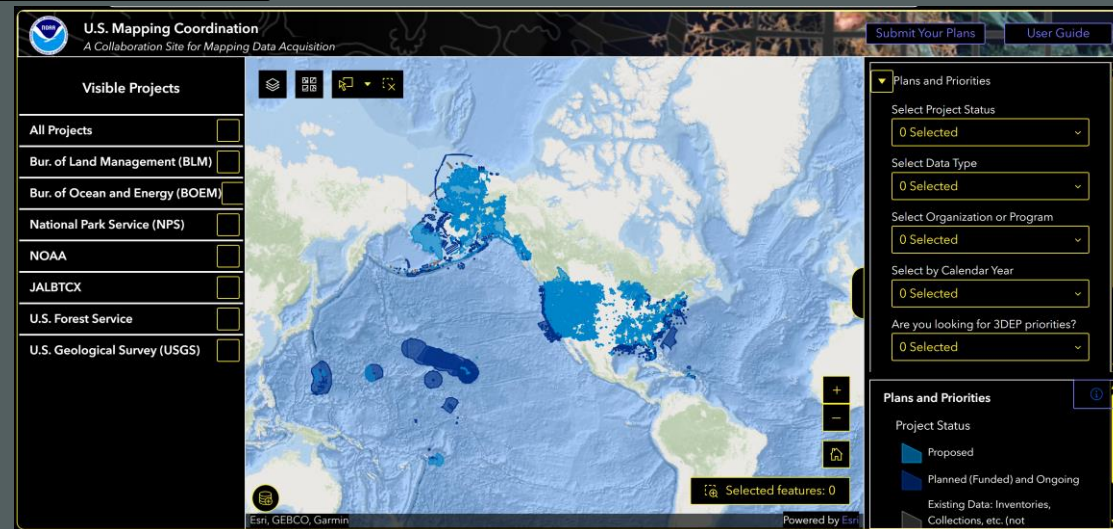 NOAA
U.S. Mapping Coordination
A Collaboration Site for Mapping Data Acquisition
Submit Your Plans
User Guide
Visible Projects
All Projects
Bur. of Land Management (BLM)
Bur. of Ocean and Energy (BOEM)
National Park Service (NPS)
NOAA
JALBTCX
U.S. Forest Service
U.S. Geological Survey (USGS)
+
−
Selected features: 0
Esri, GEBCO, Garmin
Powered by Esri
Plans and Priorities
Select Project Status
0 Selected
Select Data Type
0 Selected
Select Organization or Program
0 Selected
Select by Calendar Year
0 Selected
Are you looking for 3DEP priorities?
0 Selected
Plans and Priorities
Project Status
Proposed
Planned (Funded) and Ongoing
Existing Data: Inventories,
Collections, etc. (not